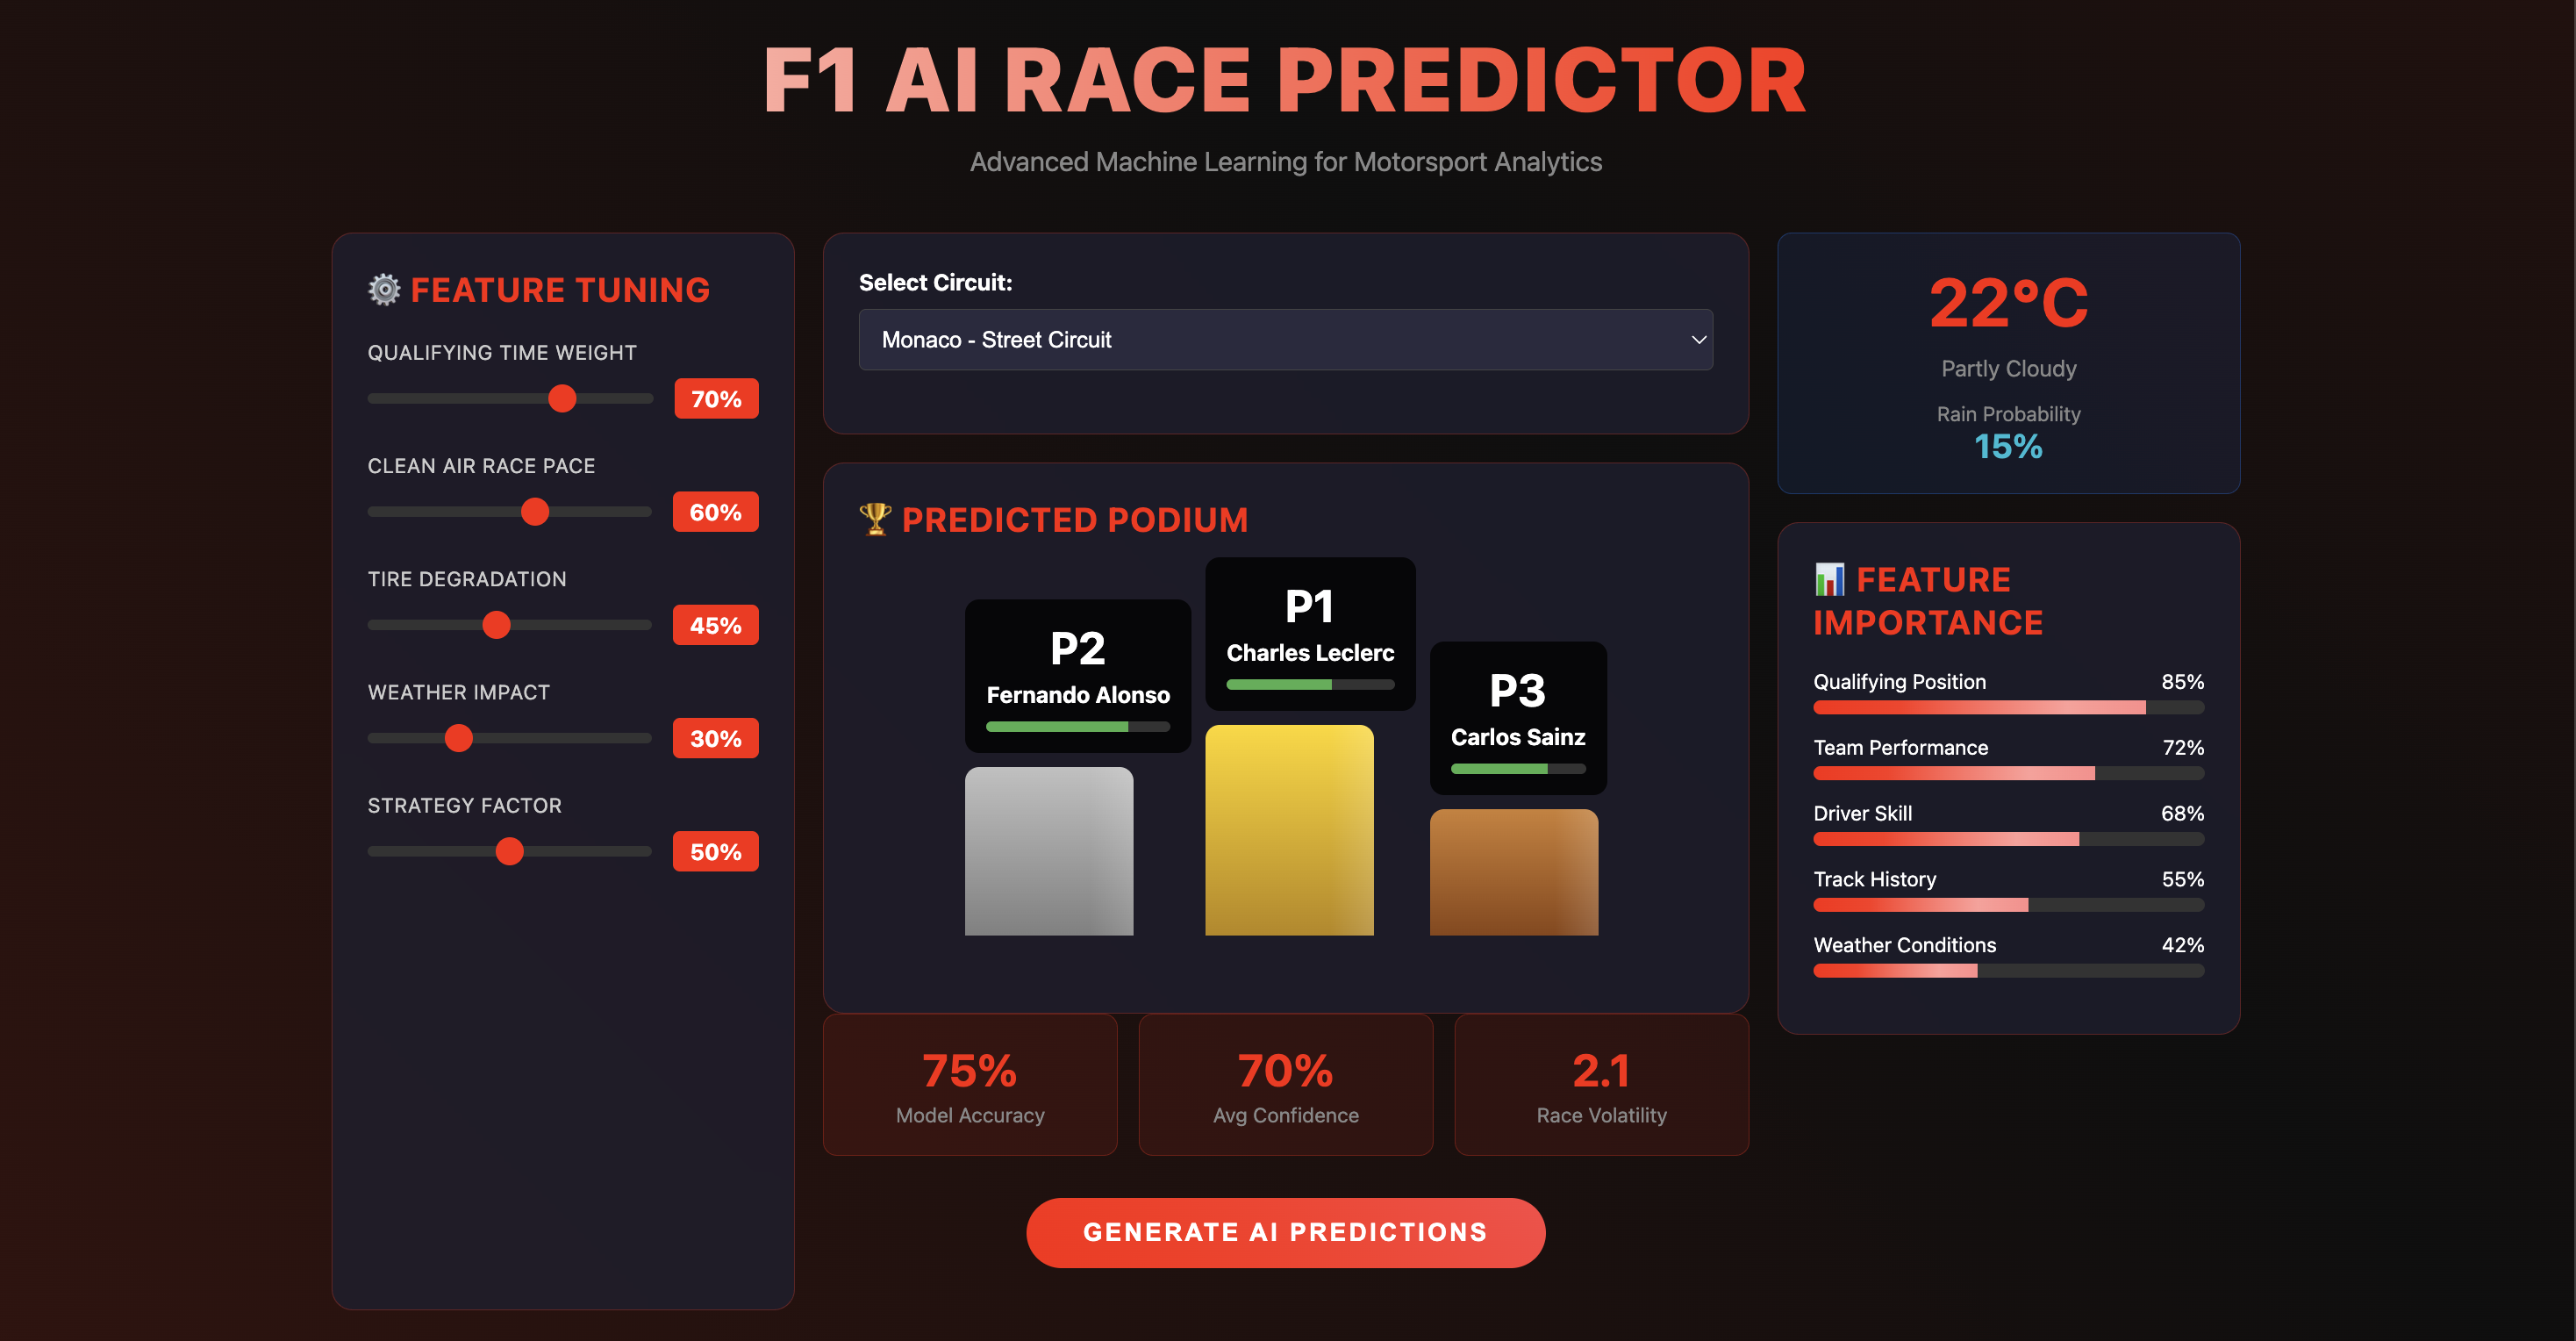 F1 AI RACE PREDICTOR
Advanced Machine Learning for Motorsport Analytics
FEATURE TUNING
QUALIFYING TIME WEIGHT
70%
CLEAN AIR RACE PACE
60%
TIRE DEGRADATION
45%
WEATHER IMPACT
30%
STRATEGY FACTOR
50%
Select Circuit:
Monaco - Street Circuit
PREDICTED PODIUM
P2
Fernando Alonso
P1
Charles Leclerc
P3
Carlos Sainz
75%
Model Accuracy
70%
Avg Confidence
2.1
Race Volatility
GENERATE AI PREDICTIONS
22°C
Partly Cloudy
Rain Probability
15%
FEATURE
IMPORTANCE
Qualifying Position 85%
Team Performance 72%
Driver Skill 68%
Track History 55%
Weather Conditions 42%